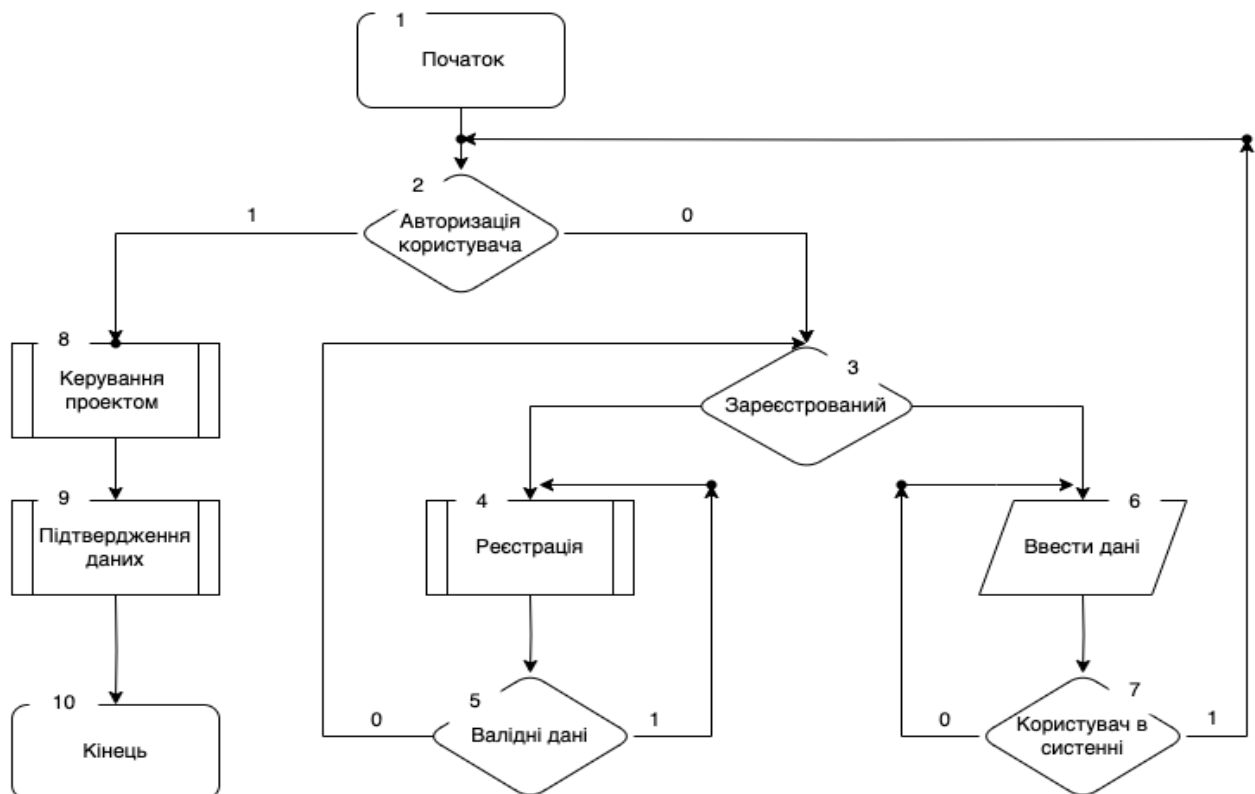 1
Початок
2
Авторизація
користувача
1
0
8
Керування
проектом
3
Зареєстрований
9
Підтвердження
даних
4
Реєстрація
6
Ввести дані
10
Кінець
5
Валідні дані
0
1
7
Користувач в
системні
0
1